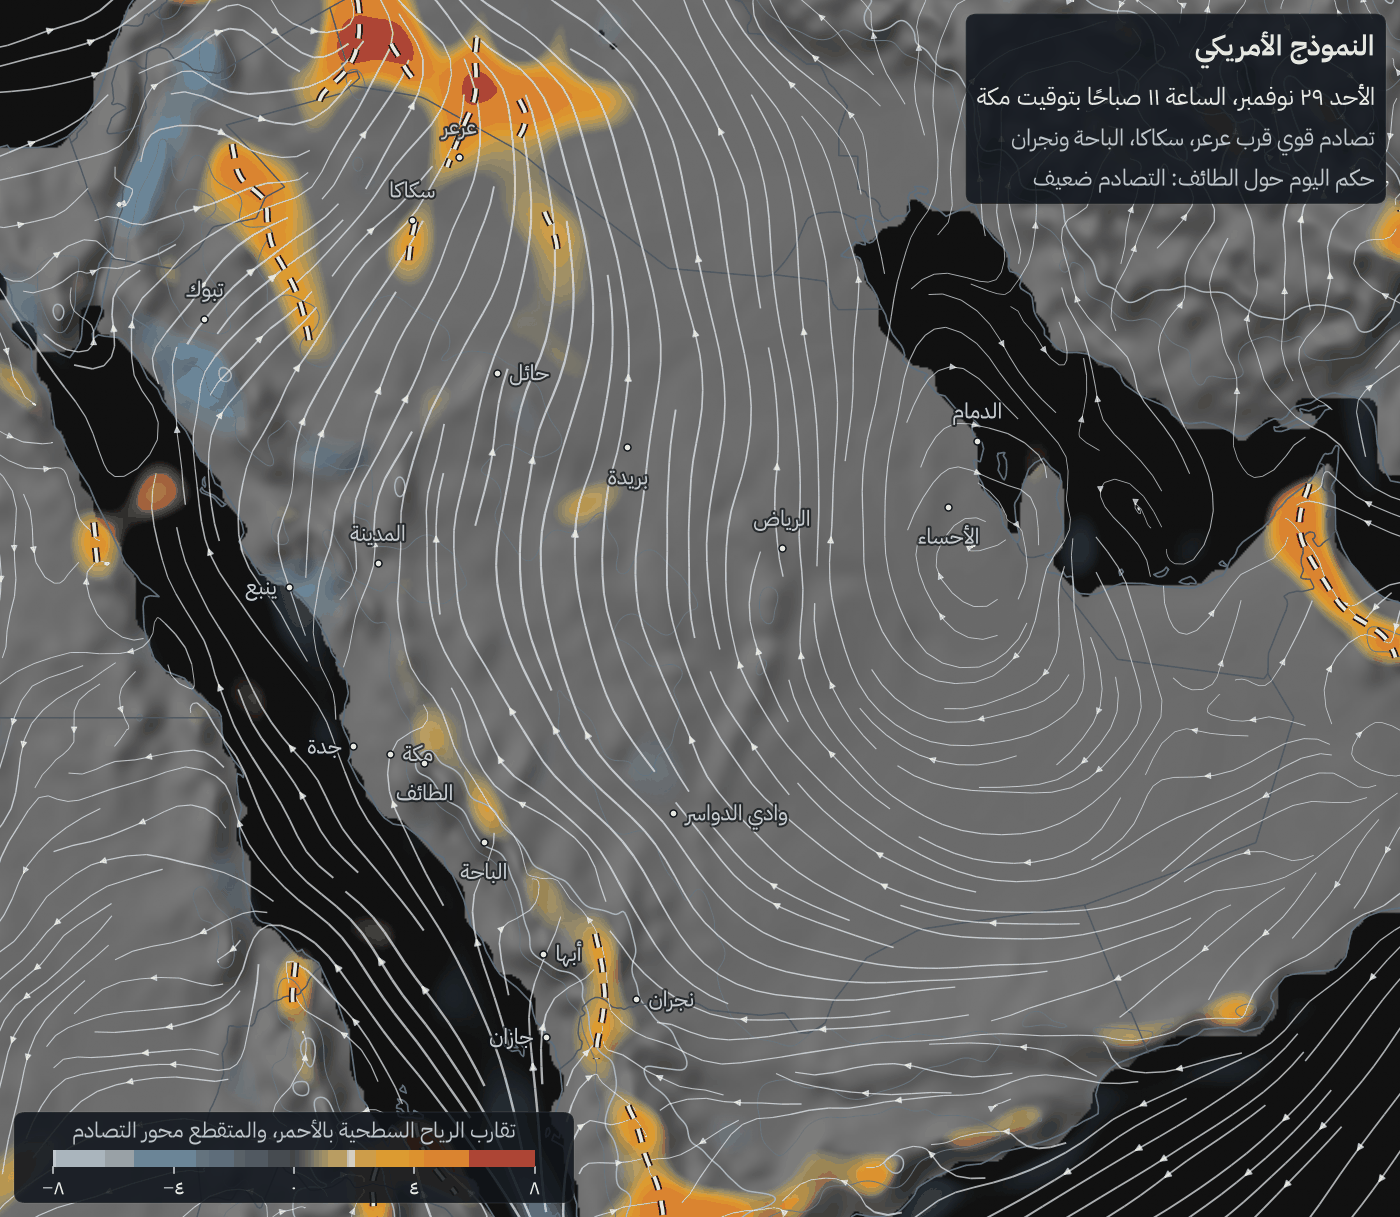 النموذج الأمريكي
الأحد ٢٩ نوفمبر، الساعة ١١ صباحًا بتوقيت مكة
تصادم قوي قرب عرعر، سكاكا، الباحة ونجران
حكم اليوم حول الطائف: التصادم ضعيف
عرعر
سكاكا
تبوك
حائل
الدمام
بريدة
الرياض
الأحساء
المدينة
ينبع
جدة
مكة
الطائف
وادي الدواسر
الباحة
أبها
نجران
جازان
تقارب الرياح السطحية بالأحمر، والمتقطع محور التصادم
−٨ −٤ ٠ ٤ ٨